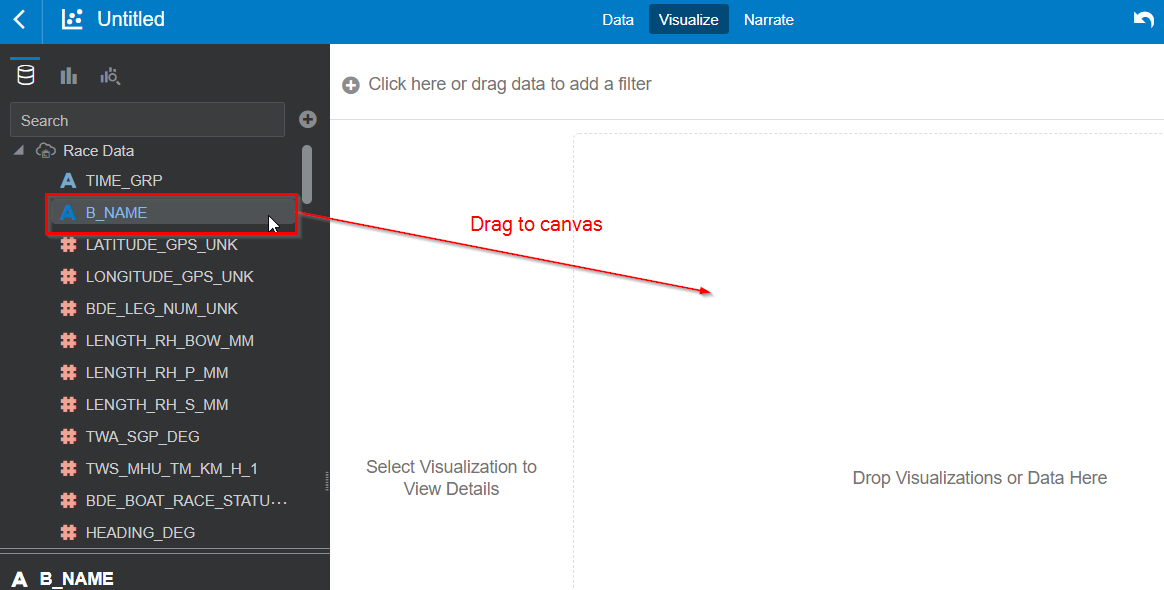 Untitled
Data Visualize Narrate
Search
Click here or drag data to add a filter
Race Data
A TIME_GRP
A B_NAME
LATITUDE_GPS_UNK
LONGITUDE_GPS_UNK
BDE_LEG_NUM_UNK
LENGTH_RH_BOW_MM
LENGTH_RH_P_MM
LENGTH_RH_S_MM
TWA_SGP_DEG
TWS_MHU_TM_KM_H_1
BDE_BOAT_RACE_STATU...
HEADING_DEG
A B_NAME
Drag to canvas
Select Visualization to
View Details
Drop Visualizations or Data Here